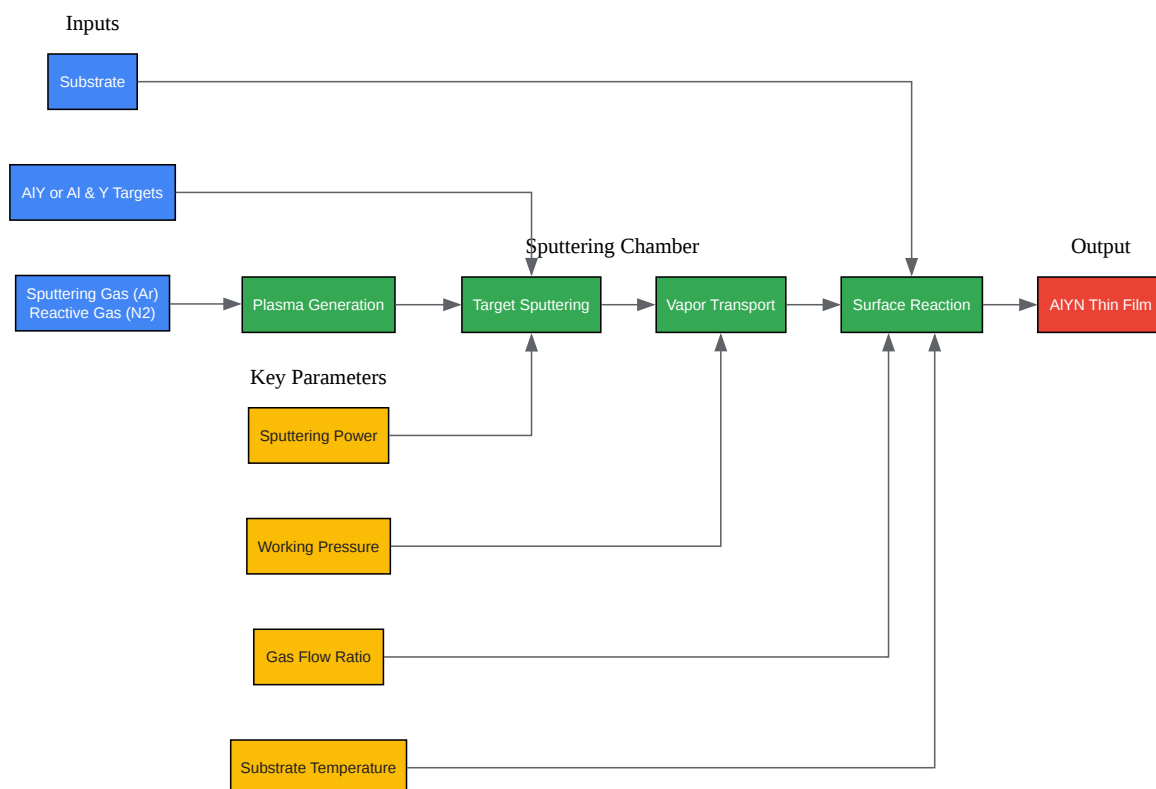 Inputs
Substrate
AlY or Al & Y Targets
Sputtering Chamber
Output
Sputtering Gas (Ar)
Reactive Gas (N2)
Plasma Generation
Target Sputtering
Vapor Transport
Surface Reaction
AlYN Thin Film
Key Parameters
Sputtering Power
Working Pressure
Gas Flow Ratio
Substrate Temperature